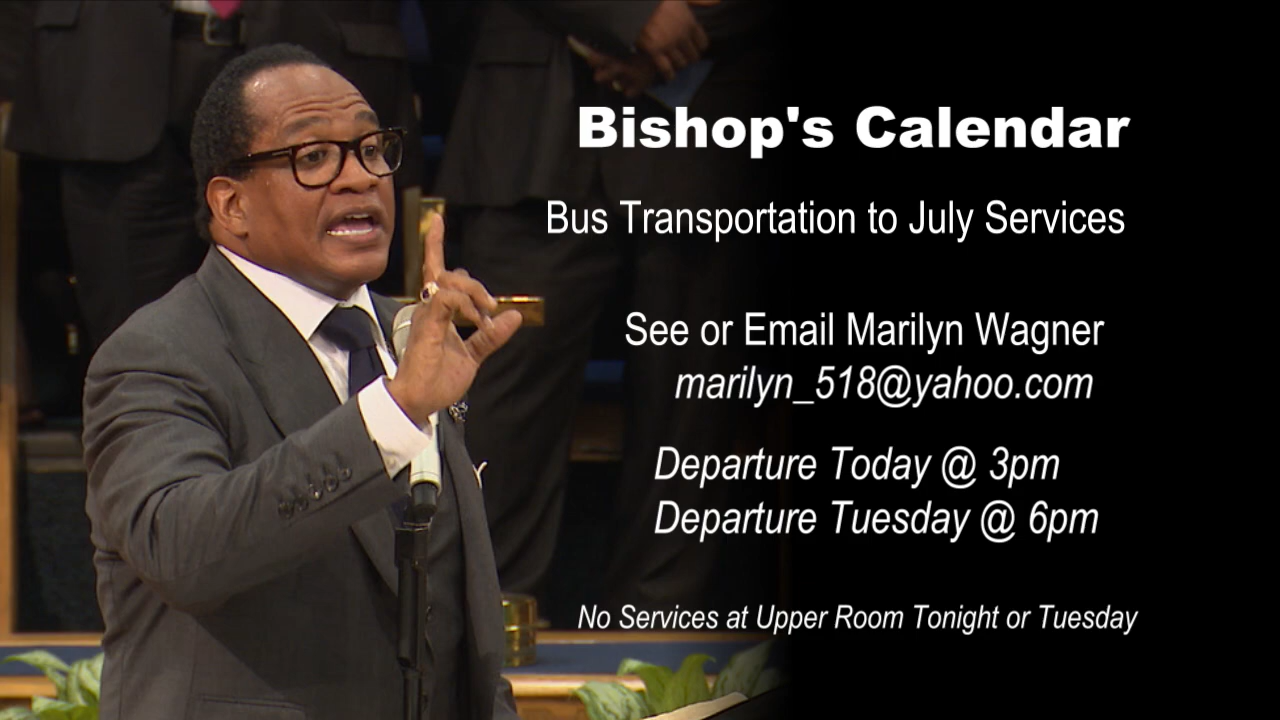 Bishop's Calendar
Bus Transportation to July Services
See or Email Marilyn Wagner
marilyn_518@yahoo.com
Departure Today @ 3pm
Departure Tuesday @ 6pm
No Services at Upper Room Tonight or Tuesday